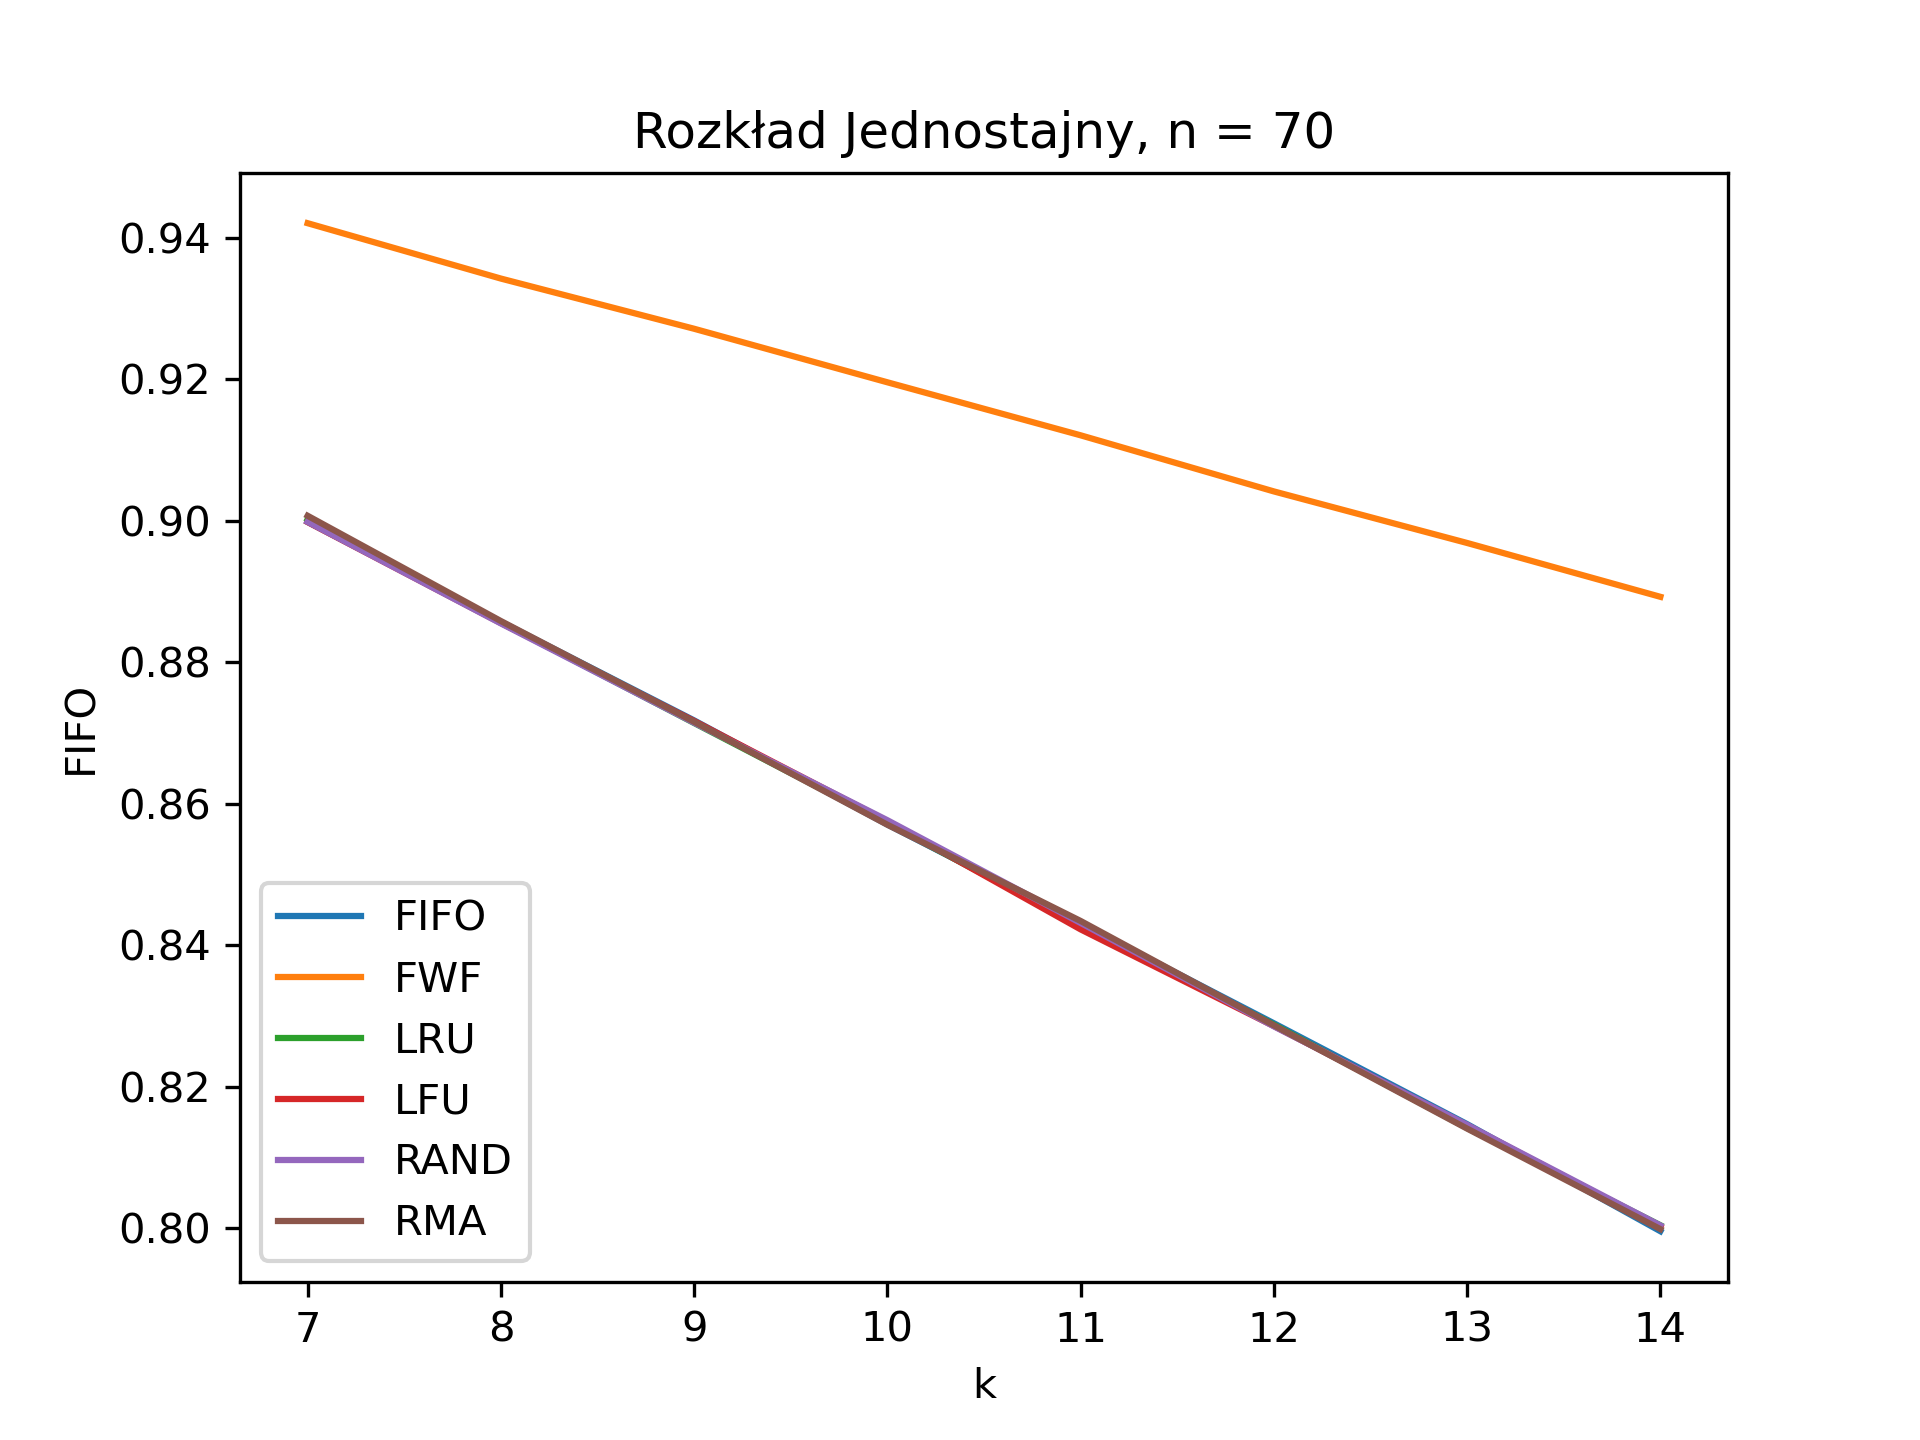 Rozkład Jednostajny, n = 70
0.94
0.92
0.90
0.88
0.86
0.84
0.82
0.80
FIFO
FIFO
FWF
LRU
LFU
RAND
RMA
7 8 9 10 11 12 13 14
k